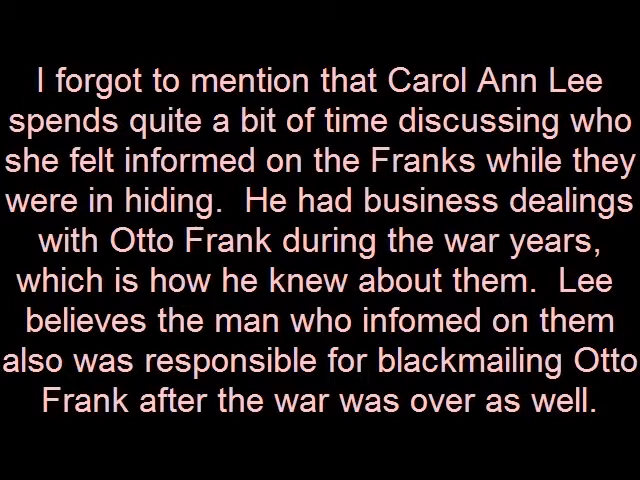 I forgot to mention that Carol Ann Lee
spends quite a bit of time discussing who
she felt informed on the Franks while they
were in hiding.  He had business dealings
with Otto Frank during the war years,
which is how he knew about them.  Lee
believes the man who infomed on them
also was responsible for blackmailing Otto
Frank after the war was over as well.